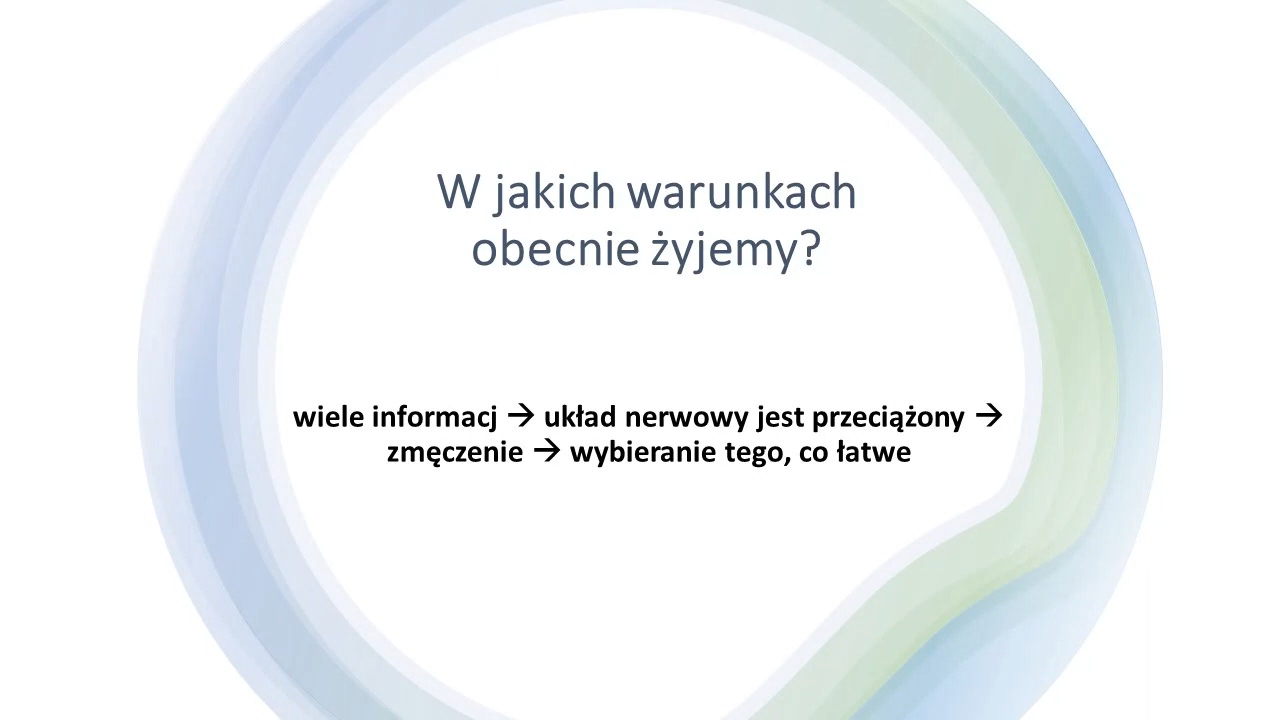 W jakich warunkach
obecnie żyjemy?
wiele informacj → układ nerwowy jest przeciążony →
zmęczenie → wybieranie tego, co łatwe